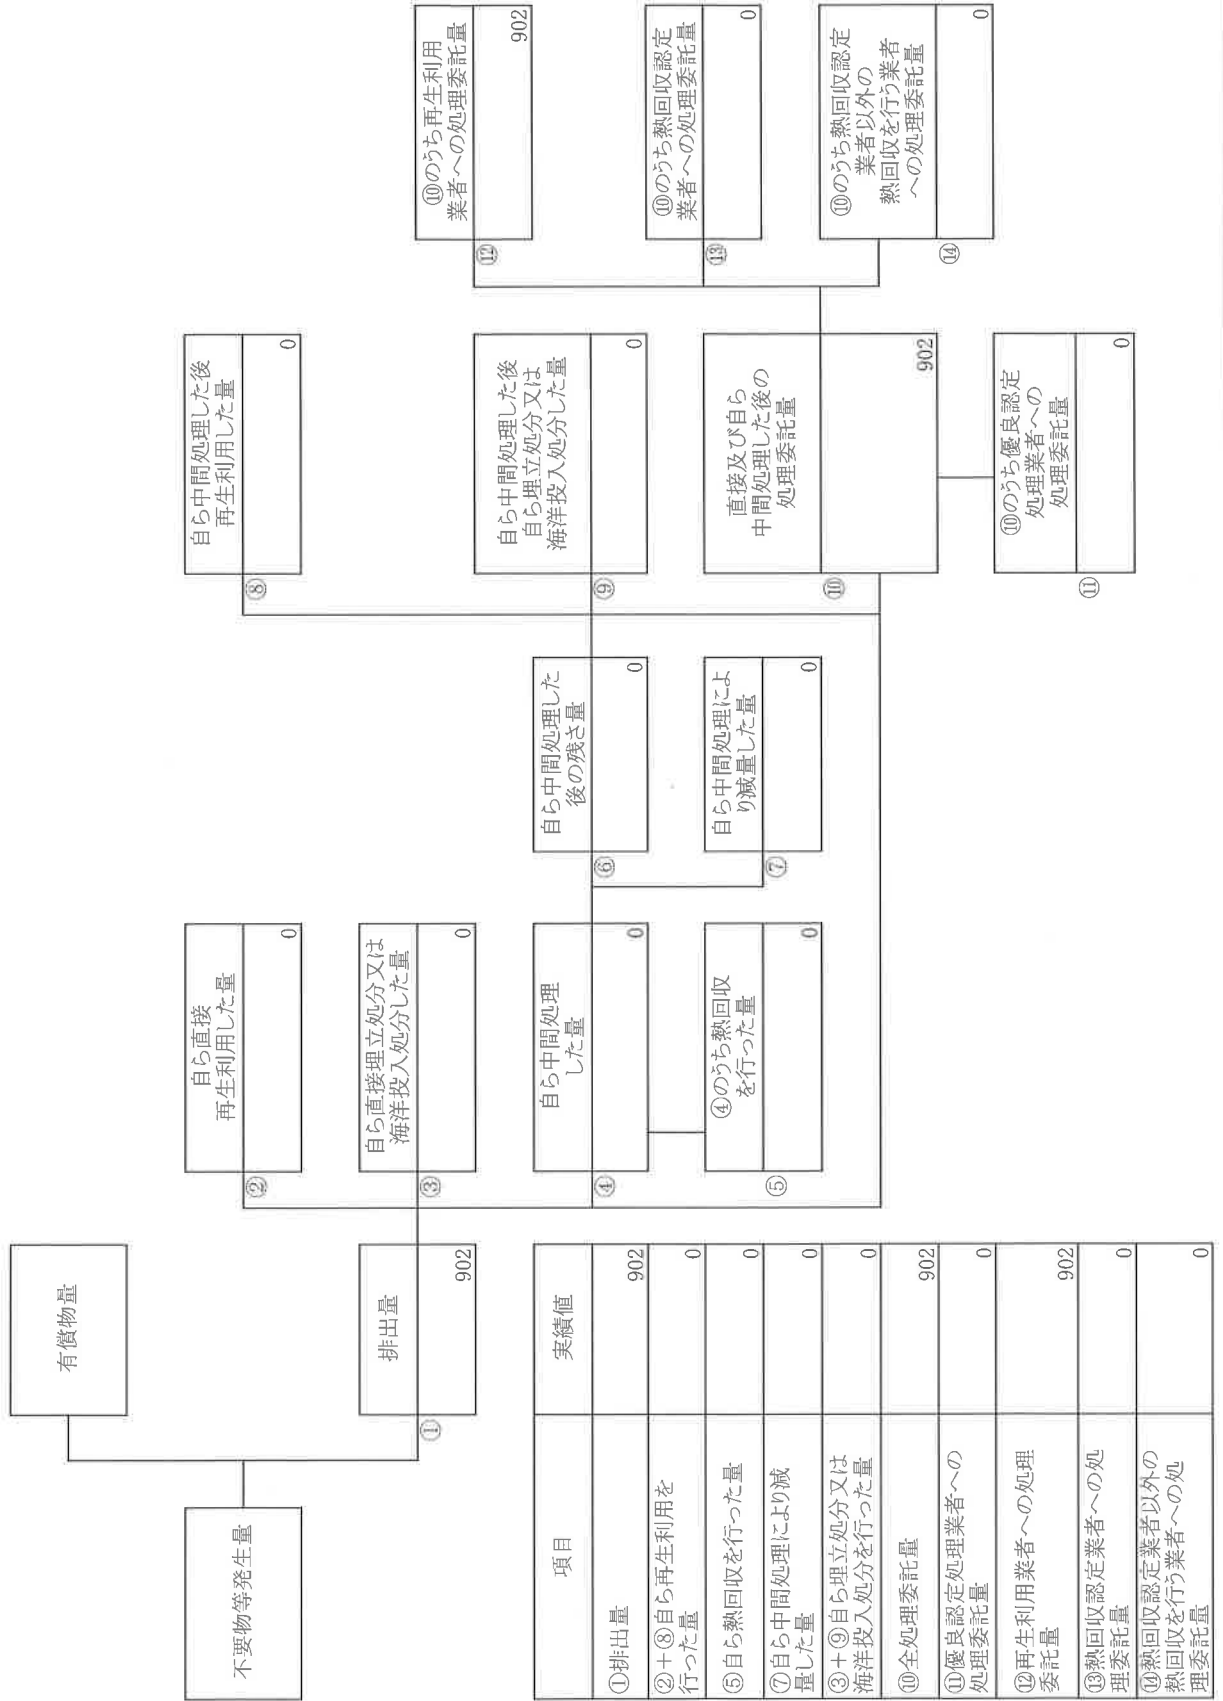 不要物等発生量
有償物量
排出量
①
902
自ら直接
再生利用した量
②
0
自ら直接埋立処分又は
海洋投入処分した量
③
0
自ら中間処理
した量
④
0
④のうち熱回収
を行った量
⑤
0
自ら中間処理した
後の残さ量
⑥
0
自ら中間処理によ
り減量した量
⑦
0
自ら中間処理した後
再生利用した量
⑧
0
自ら中間処理した後
自ら埋立処分又は
海洋投入処分した量
⑨
0
直接及び自ら
中間処理した後の
処理委託量
⑩
902
⑩のうち優良認定
処理業者への
処理委託量
⑪
0
⑩のうち再生利用
業者への処理委託量
⑫
902
⑩のうち熱回収認定
業者への処理委託量
⑬
0
⑩のうち熱回収認定
業者以外の
熱回収を行う業者
への処理委託量
⑭
0
項目 実績値
①排出量 902
②+⑧自ら再生利用を
行った量 0
⑤自ら熱回収を行った量 0
⑦自ら中間処理により減
量した量 0
③+⑨自ら埋立処分又は
海洋投入処分を行った量 0
⑩全処理委託量 902
⑪優良認定処理業者への
処理委託量 0
⑫再生利用業者への処理
委託量 902
⑬熱回収認定業者への処
理委託量 0
⑭熱回収認定業者以外の
熱回収を行う業者への処
理委託量 0